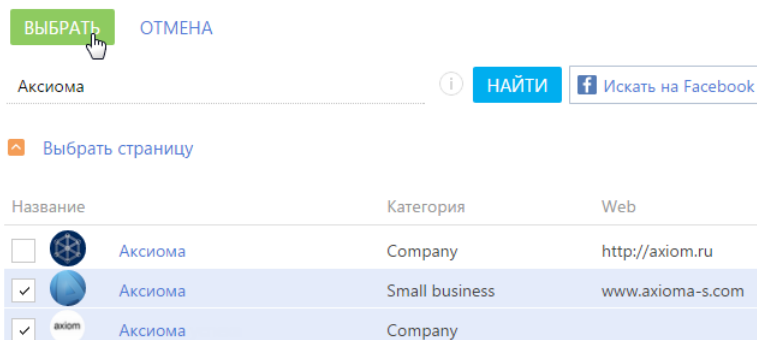 ВЫБРАТЬ ОТМЕНА
Аксиома i НАЙТИ f Искать на Facebook
Выбрать страницу
Название Категория Web
Аксиома Company http://axiom.ru
Аксиома Small business www.axioma-s.com
axiom Аксиома Company